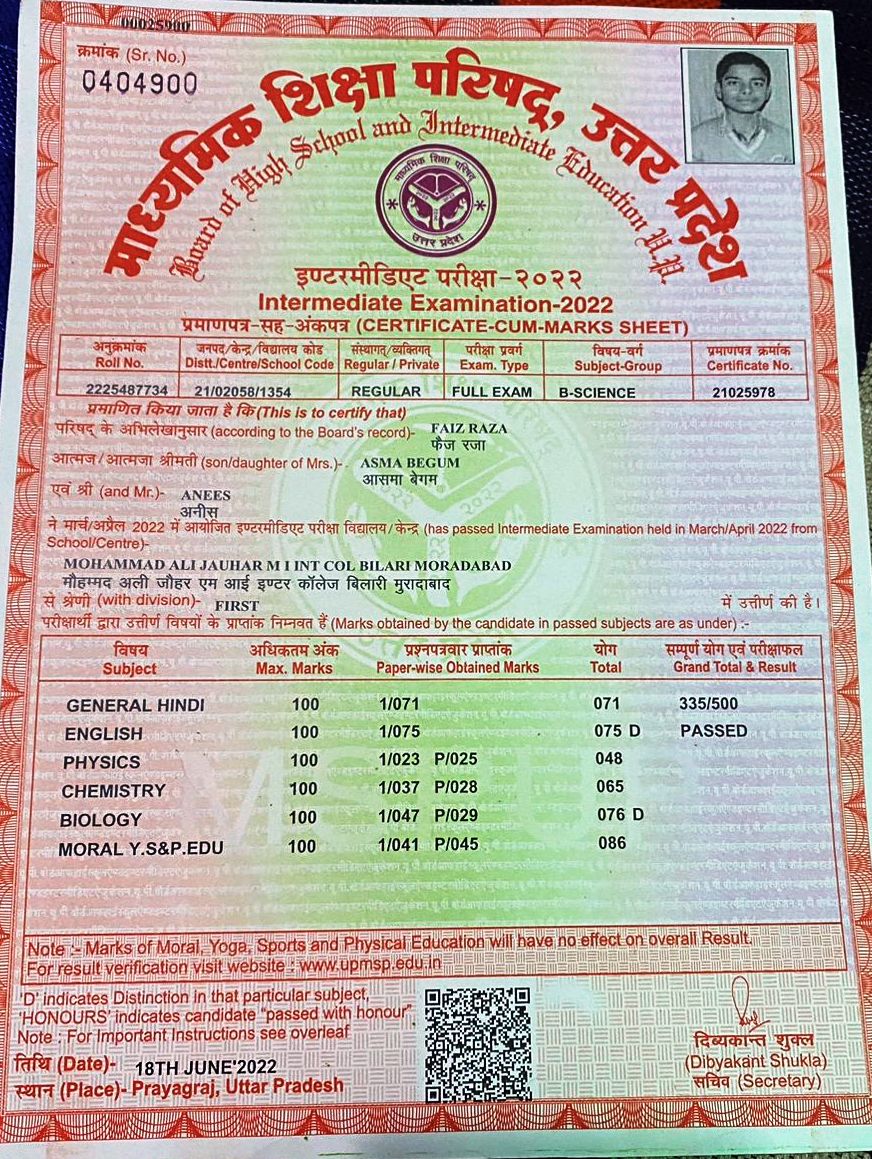 00025900
क्रमांक (Sr. No.)
0404900
माध्यमिक शिक्षा परिषद्, उत्तर प्रदेश
Board of High School and Intermediate Education U.P.
माध्यमिक शिक्षा परिषद्
उत्तर प्रदेश
इण्टरमीडिएट परीक्षा-२०२२
Intermediate Examination-2022
प्रमाणपत्र-सह-अंकपत्र (CERTIFICATE-CUM-MARKS SHEET)
अनुक्रमांक जनपद/केन्द्र/विद्यालय कोड संस्थागत/व्यक्तिगत परीक्षा प्रवर्ग विषय-वर्ग प्रमाणपत्र क्रमांक
Roll No. Distt./Centre/School Code Regular / Private Exam. Type Subject-Group Certificate No.
2225487734 21/02058/1354 REGULAR FULL EXAM B-SCIENCE 21025978
प्रमाणित किया जाता है कि (This is to certify that)
परिषद् के अभिलेखानुसार (according to the Board's record)- FAIZ RAZA
फैज रजा
आत्मज/आत्मजा श्रीमती (son/daughter of Mrs.)- ASMA BEGUM
आसमा बेगम
एवं श्री (and Mr.)- ANEES
अनीस
ने मार्च/अप्रैल 2022 में आयोजित इण्टरमीडिएट परीक्षा विद्यालय/केन्द्र (has passed Intermediate Examination held in March/April 2022 from
School/Centre)-
MOHAMMAD ALI JAUHAR M I INT COL BILARI MORADABAD
मौहम्मद अली जौहर एम आई इण्टर कॉलेज बिलारी मुरादाबाद
से श्रेणी (with division)- FIRST में उत्तीर्ण की है।
परीक्षार्थी द्वारा उत्तीर्ण विषयों के प्राप्तांक निम्नवत हैं (Marks obtained by the candidate in passed subjects are as under) :-
विषय अधिकतम अंक प्रश्नपत्रवार प्राप्तांक योग सम्पूर्ण योग एवं परीक्षाफल
Subject Max. Marks Paper-wise Obtained Marks Total Grand Total & Result
GENERAL HINDI 100 1/071 071 335/500
ENGLISH 100 1/075 075 D PASSED
PHYSICS 100 1/023 P/025 048
CHEMISTRY 100 1/037 P/028 065
BIOLOGY 100 1/047 P/029 076 D
MORAL Y.S&P.EDU 100 1/041 P/045 086
Note :- Marks of Moral, Yoga, Sports and Physical Education will have no effect on overall Result.
For result verification visit website : www.upmsp.edu.in
'D' indicates Distinction in that particular subject,
'HONOURS' indicates candidate "passed with honour"
Note : For Important Instructions see overleaf
तिथि (Date)- 18TH JUNE'2022
स्थान (Place)- Prayagraj, Uttar Pradesh
दिव्यकान्त शुक्ल
(Dibyakant Shukla)
सचिव (Secretary)